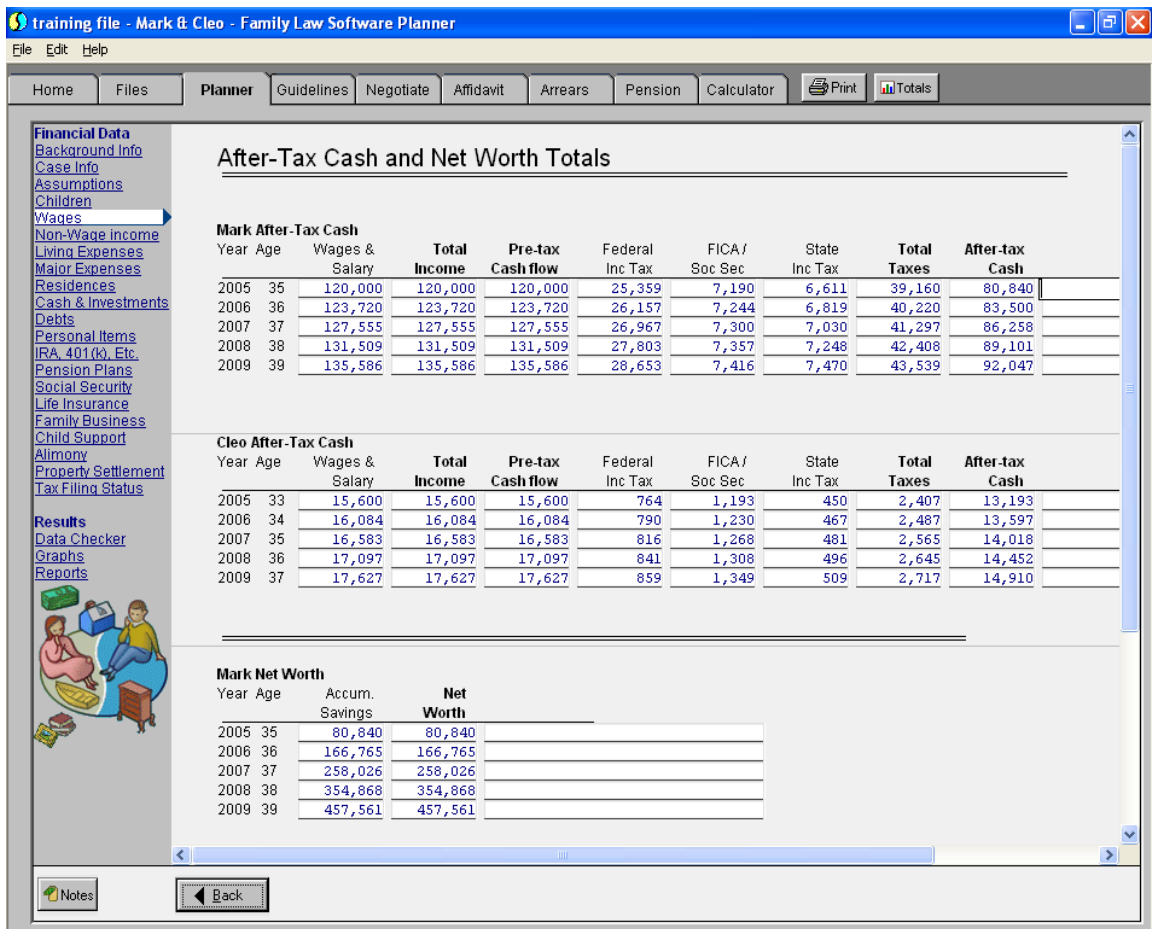 training file - Mark & Cleo - Family Law Software Planner
File Edit Help
Home Files Planner Guidelines Negotiate Affidavit Arrears Pension Calculator Print Totals
Financial Data
Background Info
Case Info
Assumptions
Children
Wages
Non-Wage income
Living Expenses
Major Expenses
Residences
Cash & Investments
Debts
Personal Items
IRA, 401(k), Etc.
Pension Plans
Social Security
Life Insurance
Family Business
Child Support
Alimony
Property Settlement
Tax Filing Status
Results
Data Checker
Graphs
Reports
After-Tax Cash and Net Worth Totals
Mark After-Tax Cash
Year Age Wages & Total Pre-tax Federal FICA / State Total After-tax
Salary Income Cash flow Inc Tax Soc Sec Inc Tax Taxes Cash
2005 35 120,000 120,000 120,000 25,359 7,190 6,611 39,160 80,840
2006 36 123,720 123,720 123,720 26,157 7,244 6,819 40,220 83,500
2007 37 127,555 127,555 127,555 26,967 7,300 7,030 41,297 86,258
2008 38 131,509 131,509 131,509 27,803 7,357 7,248 42,408 89,101
2009 39 135,586 135,586 135,586 28,653 7,416 7,470 43,539 92,047
Cleo After-Tax Cash
Year Age Wages & Total Pre-tax Federal FICA / State Total After-tax
Salary Income Cash flow Inc Tax Soc Sec Inc Tax Taxes Cash
2005 33 15,600 15,600 15,600 764 1,193 450 2,407 13,193
2006 34 16,084 16,084 16,084 790 1,230 467 2,487 13,597
2007 35 16,583 16,583 16,583 816 1,268 481 2,565 14,018
2008 36 17,097 17,097 17,097 841 1,308 496 2,645 14,452
2009 37 17,627 17,627 17,627 859 1,349 509 2,717 14,910
Mark Net Worth
Year Age Accum. Net
Savings Worth
2005 35 80,840 80,840
2006 36 166,765 166,765
2007 37 258,026 258,026
2008 38 354,868 354,868
2009 39 457,561 457,561
Notes Back